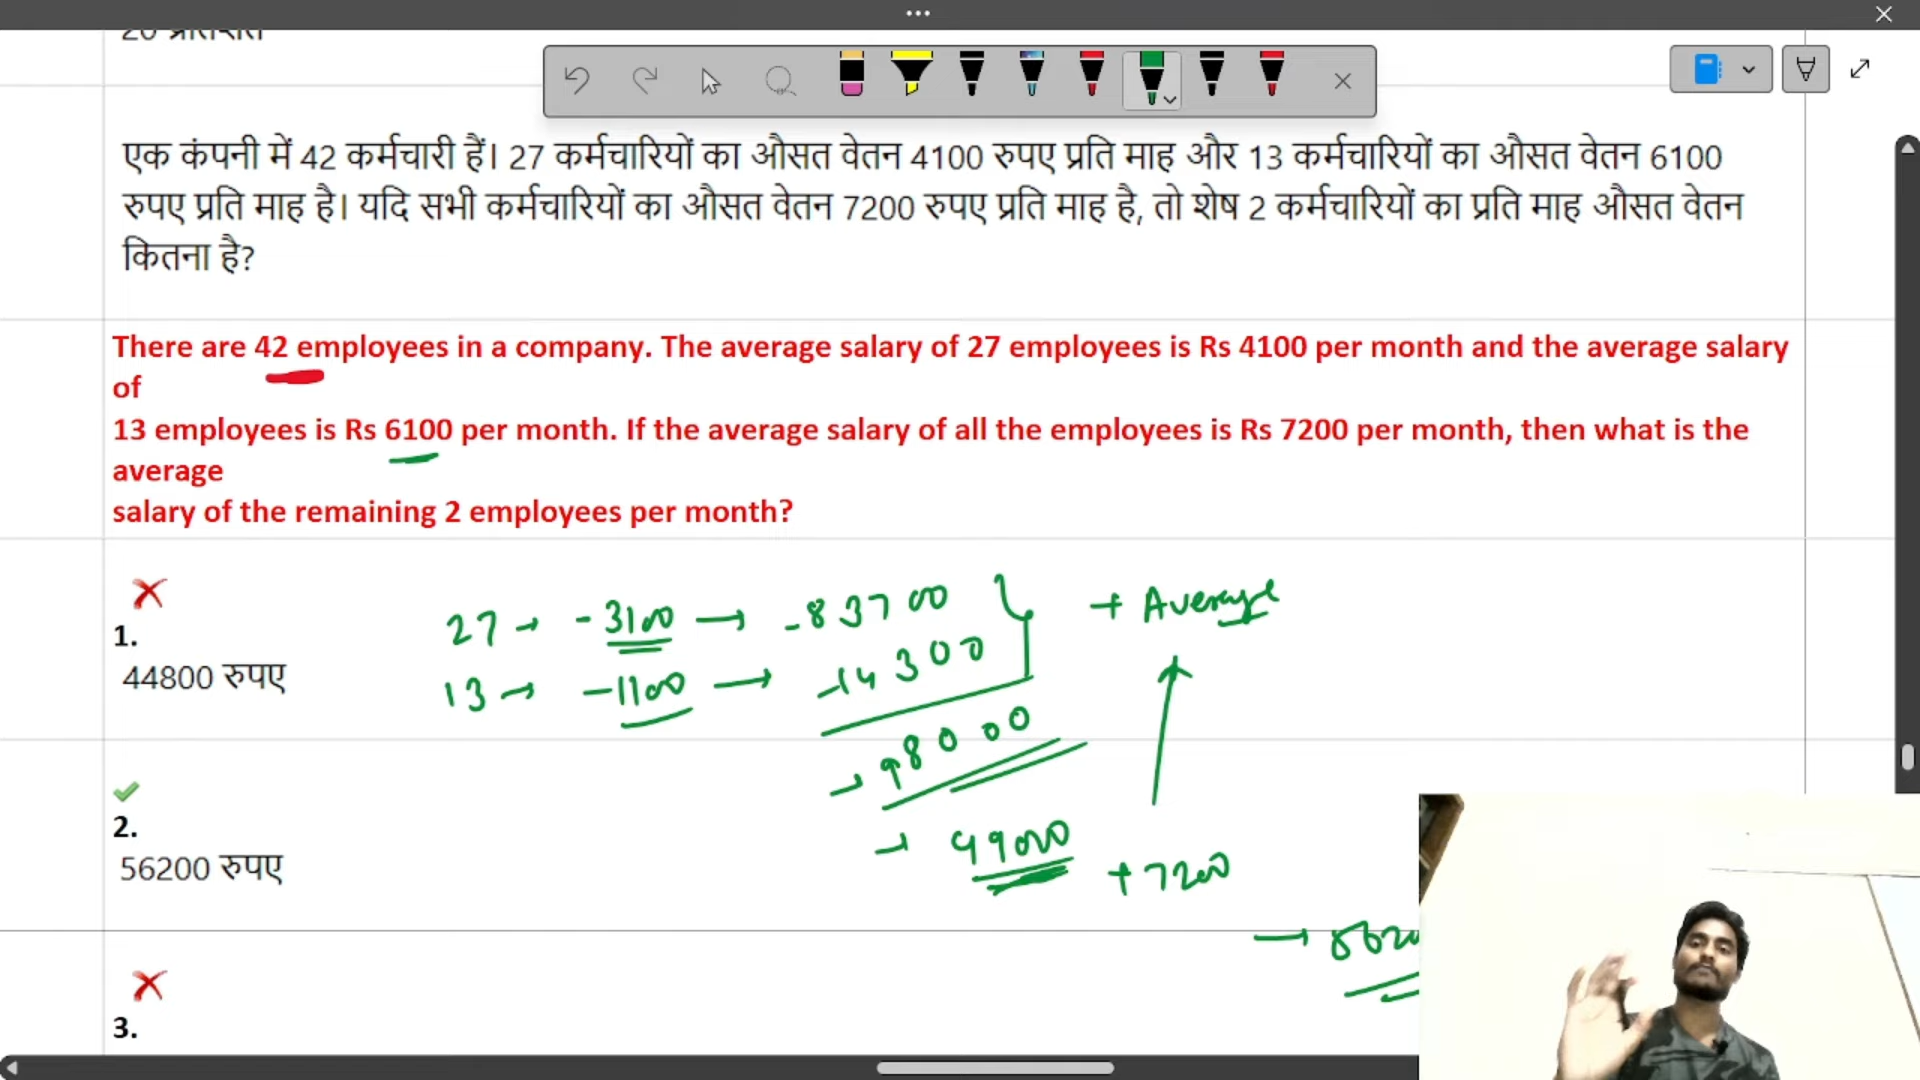 एक कंपनी में 42 कर्मचारी हैं। 27 कर्मचारियों का औसत वेतन 4100 रुपए प्रति माह और 13 कर्मचारियों का औसत वेतन 6100
रुपए प्रति माह है। यदि सभी कर्मचारियों का औसत वेतन 7200 रुपए प्रति माह है, तो शेष 2 कर्मचारियों का प्रति माह औसत वेतन
कितना है?
There are 42 employees in a company. The average salary of 27 employees is Rs 4100 per month and the average salary
of
13 employees is Rs 6100 per month. If the average salary of all the employees is Rs 7200 per month, then what is the
average
salary of the remaining 2 employees per month?
27 → -3100 → -83700
+ Average
1.
44800 रुपए
13 → -1100 → -14300
→ 98000
2.
56200 रुपए
→ 49000 +7200
3.